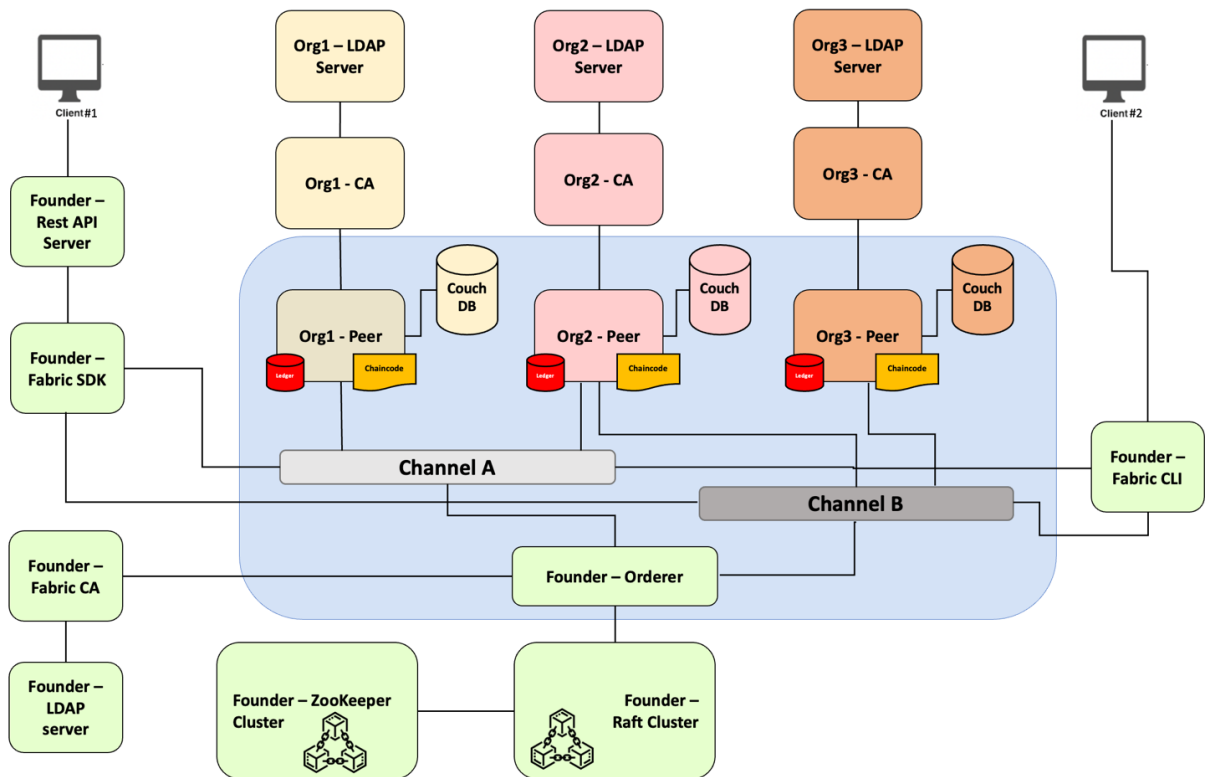 Org1 – LDAP
Server
Org2 – LDAP
Server
Org3 – LDAP
Server
Client #1
Client #2
Org1 - CA
Org2 - CA
Org3 - CA
Founder –
Rest API
Server
Couch
DB
Couch
DB
Couch
DB
Org1 - Peer
Org2 - Peer
Org3 - Peer
Founder –
Fabric SDK
Ledger
Chaincode
Ledger
Chaincode
Ledger
Chaincode
Channel A
Founder –
Fabric CLI
Channel B
Founder –
Fabric CA
Founder – Orderer
Founder –
LDAP
server
Founder – ZooKeeper
Cluster
Founder –
Raft Cluster